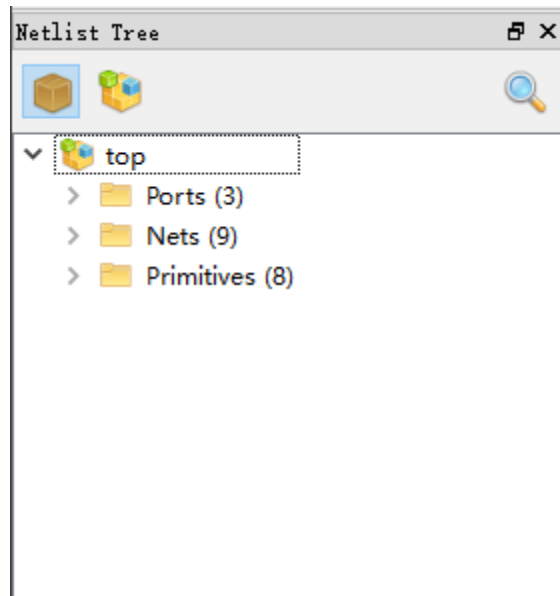 Netlist Tree
top
Ports (3)
Nets (9)
Primitives (8)